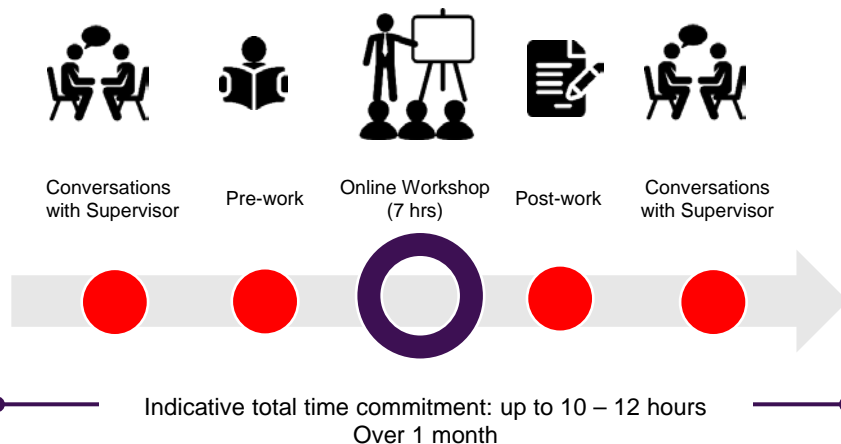 Conversations
with Supervisor
Pre-work
Online Workshop
(7 hrs)
Post-work
Conversations
with Supervisor
Indicative total time commitment: up to 10 – 12 hours
Over 1 month